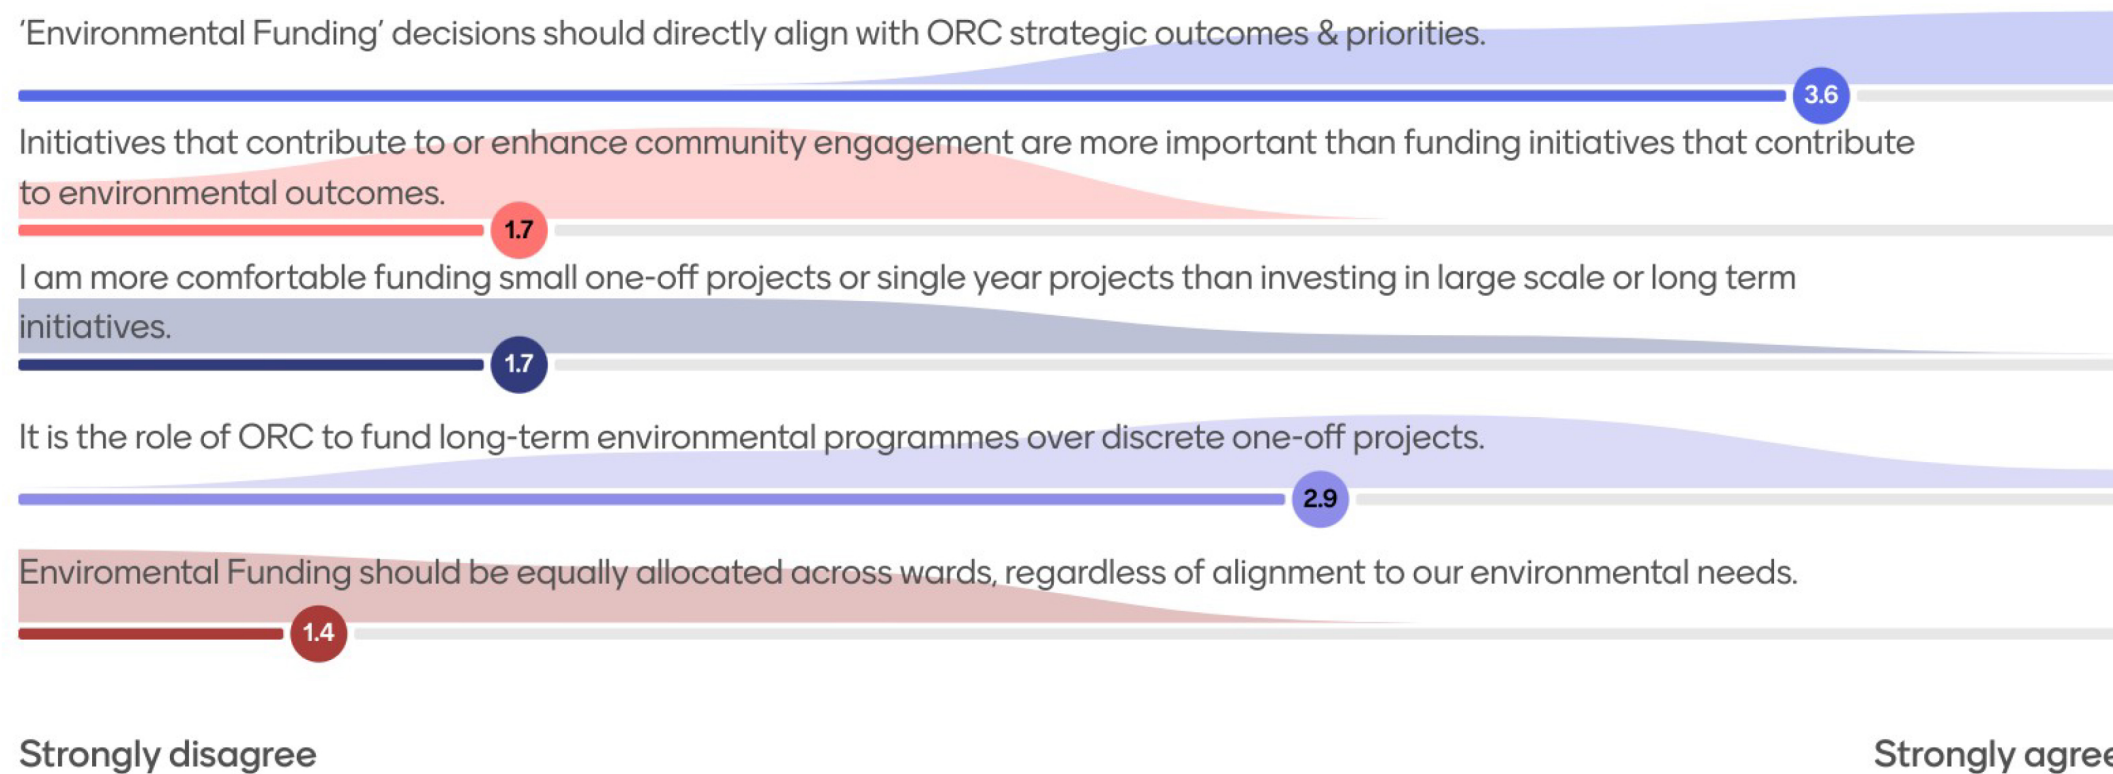 ‘Environmental Funding’ decisions should directly align with ORC strategic outcomes & priorities.
3.6
Initiatives that contribute to or enhance community engagement are more important than funding initiatives that contribute
to environmental outcomes.
1.7
I am more comfortable funding small one-off projects or single year projects than investing in large scale or long term
initiatives.
1.7
It is the role of ORC to fund long-term environmental programmes over discrete one-off projects.
2.9
Enviromental Funding should be equally allocated across wards, regardless of alignment to our environmental needs.
1.4
Strongly disagree
Strongly agree